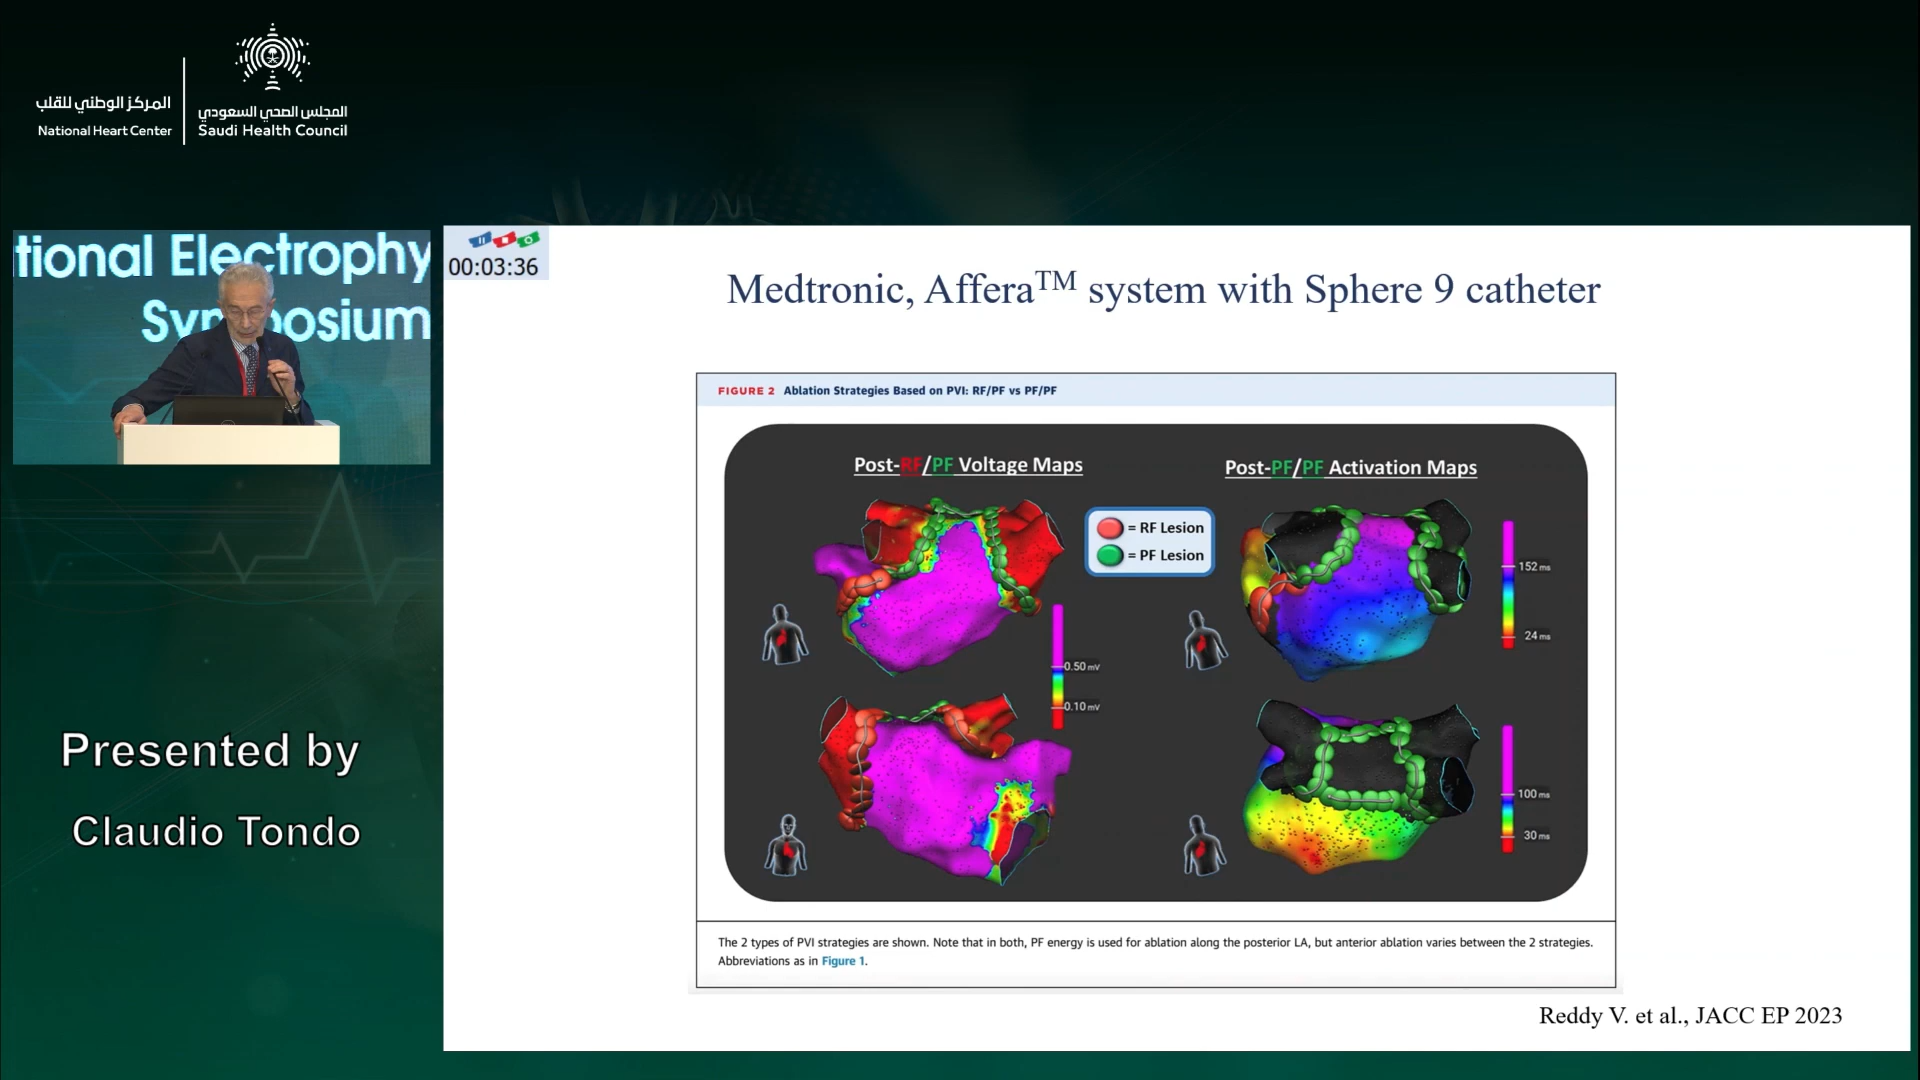 المركز الوطني للقلب
National Heart Center
المجلس الصحي السعودي
Saudi Health Council
tional Electrophy
Symposium
00:03:36
Medtronic, Affera™ system with Sphere 9 catheter
FIGURE 2 Ablation Strategies Based on PVI: RF/PF vs PF/PF
Post-RF/PF Voltage Maps
Post-PF/PF Activation Maps
= RF Lesion
= PF Lesion
152 ms
24 ms
0.50 mV
0.10 mV
100 ms
30 ms
The 2 types of PVI strategies are shown. Note that in both, PF energy is used for ablation along the posterior LA, but anterior ablation varies between the 2 strategies.
Abbreviations as in Figure 1.
Reddy V. et al., JACC EP 2023
Presented by
Claudio Tondo